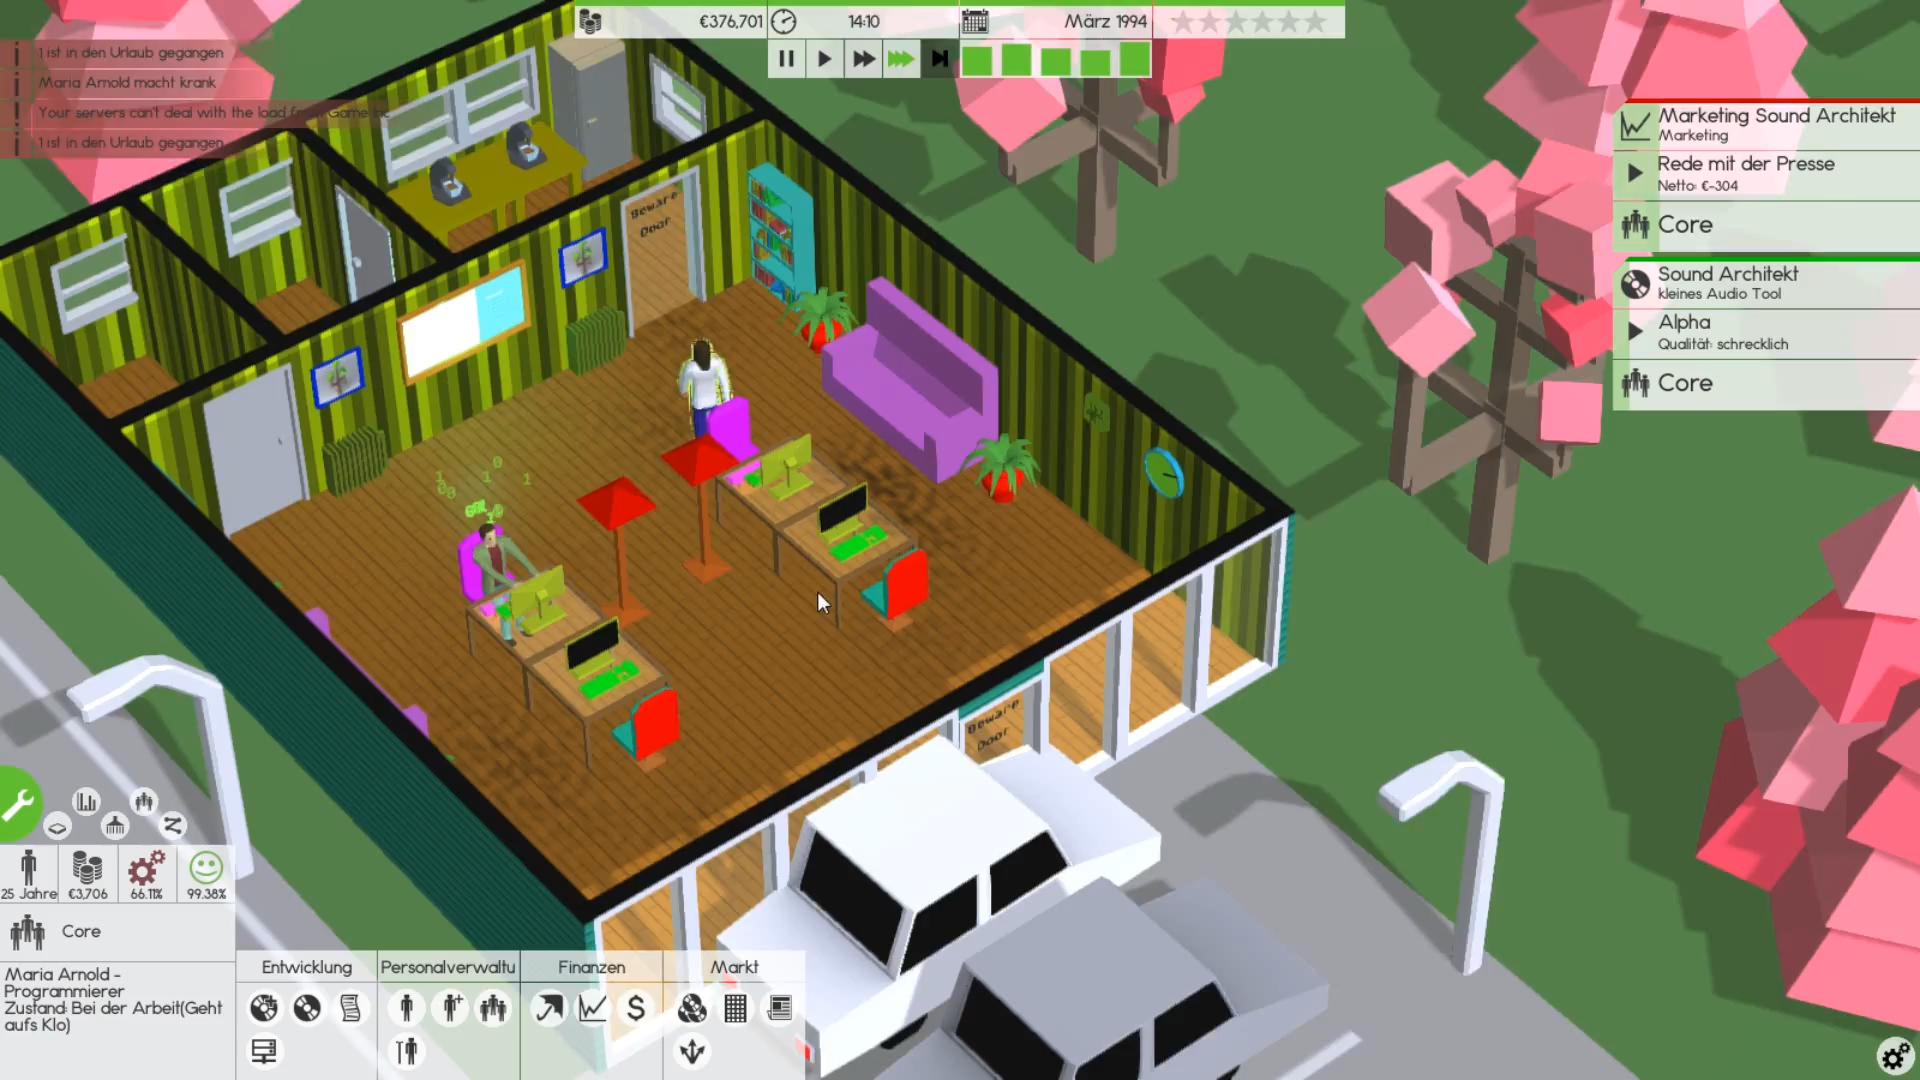 €376,701
14:10
März 1994
1 ist in den Urlaub gegangen
Maria Arnold macht krank
Your servers can't deal with the load from Game
1 ist in den Urlaub gegangen
Marketing Sound Architekt
Marketing
Rede mit der Presse
Netto: €-304
Core
Sound Architekt
kleines Audio Tool
Alpha
Qualität: schrecklich
Core
Beware
Door
Beware
Door
25 Jahre
€3,706
66.11%
99.38%
Core
Maria Arnold -
Programmierer
Zustand: Bei der Arbeit(Geht
aufs Klo)
Entwicklung
Personalverwaltu
Finanzen
Markt